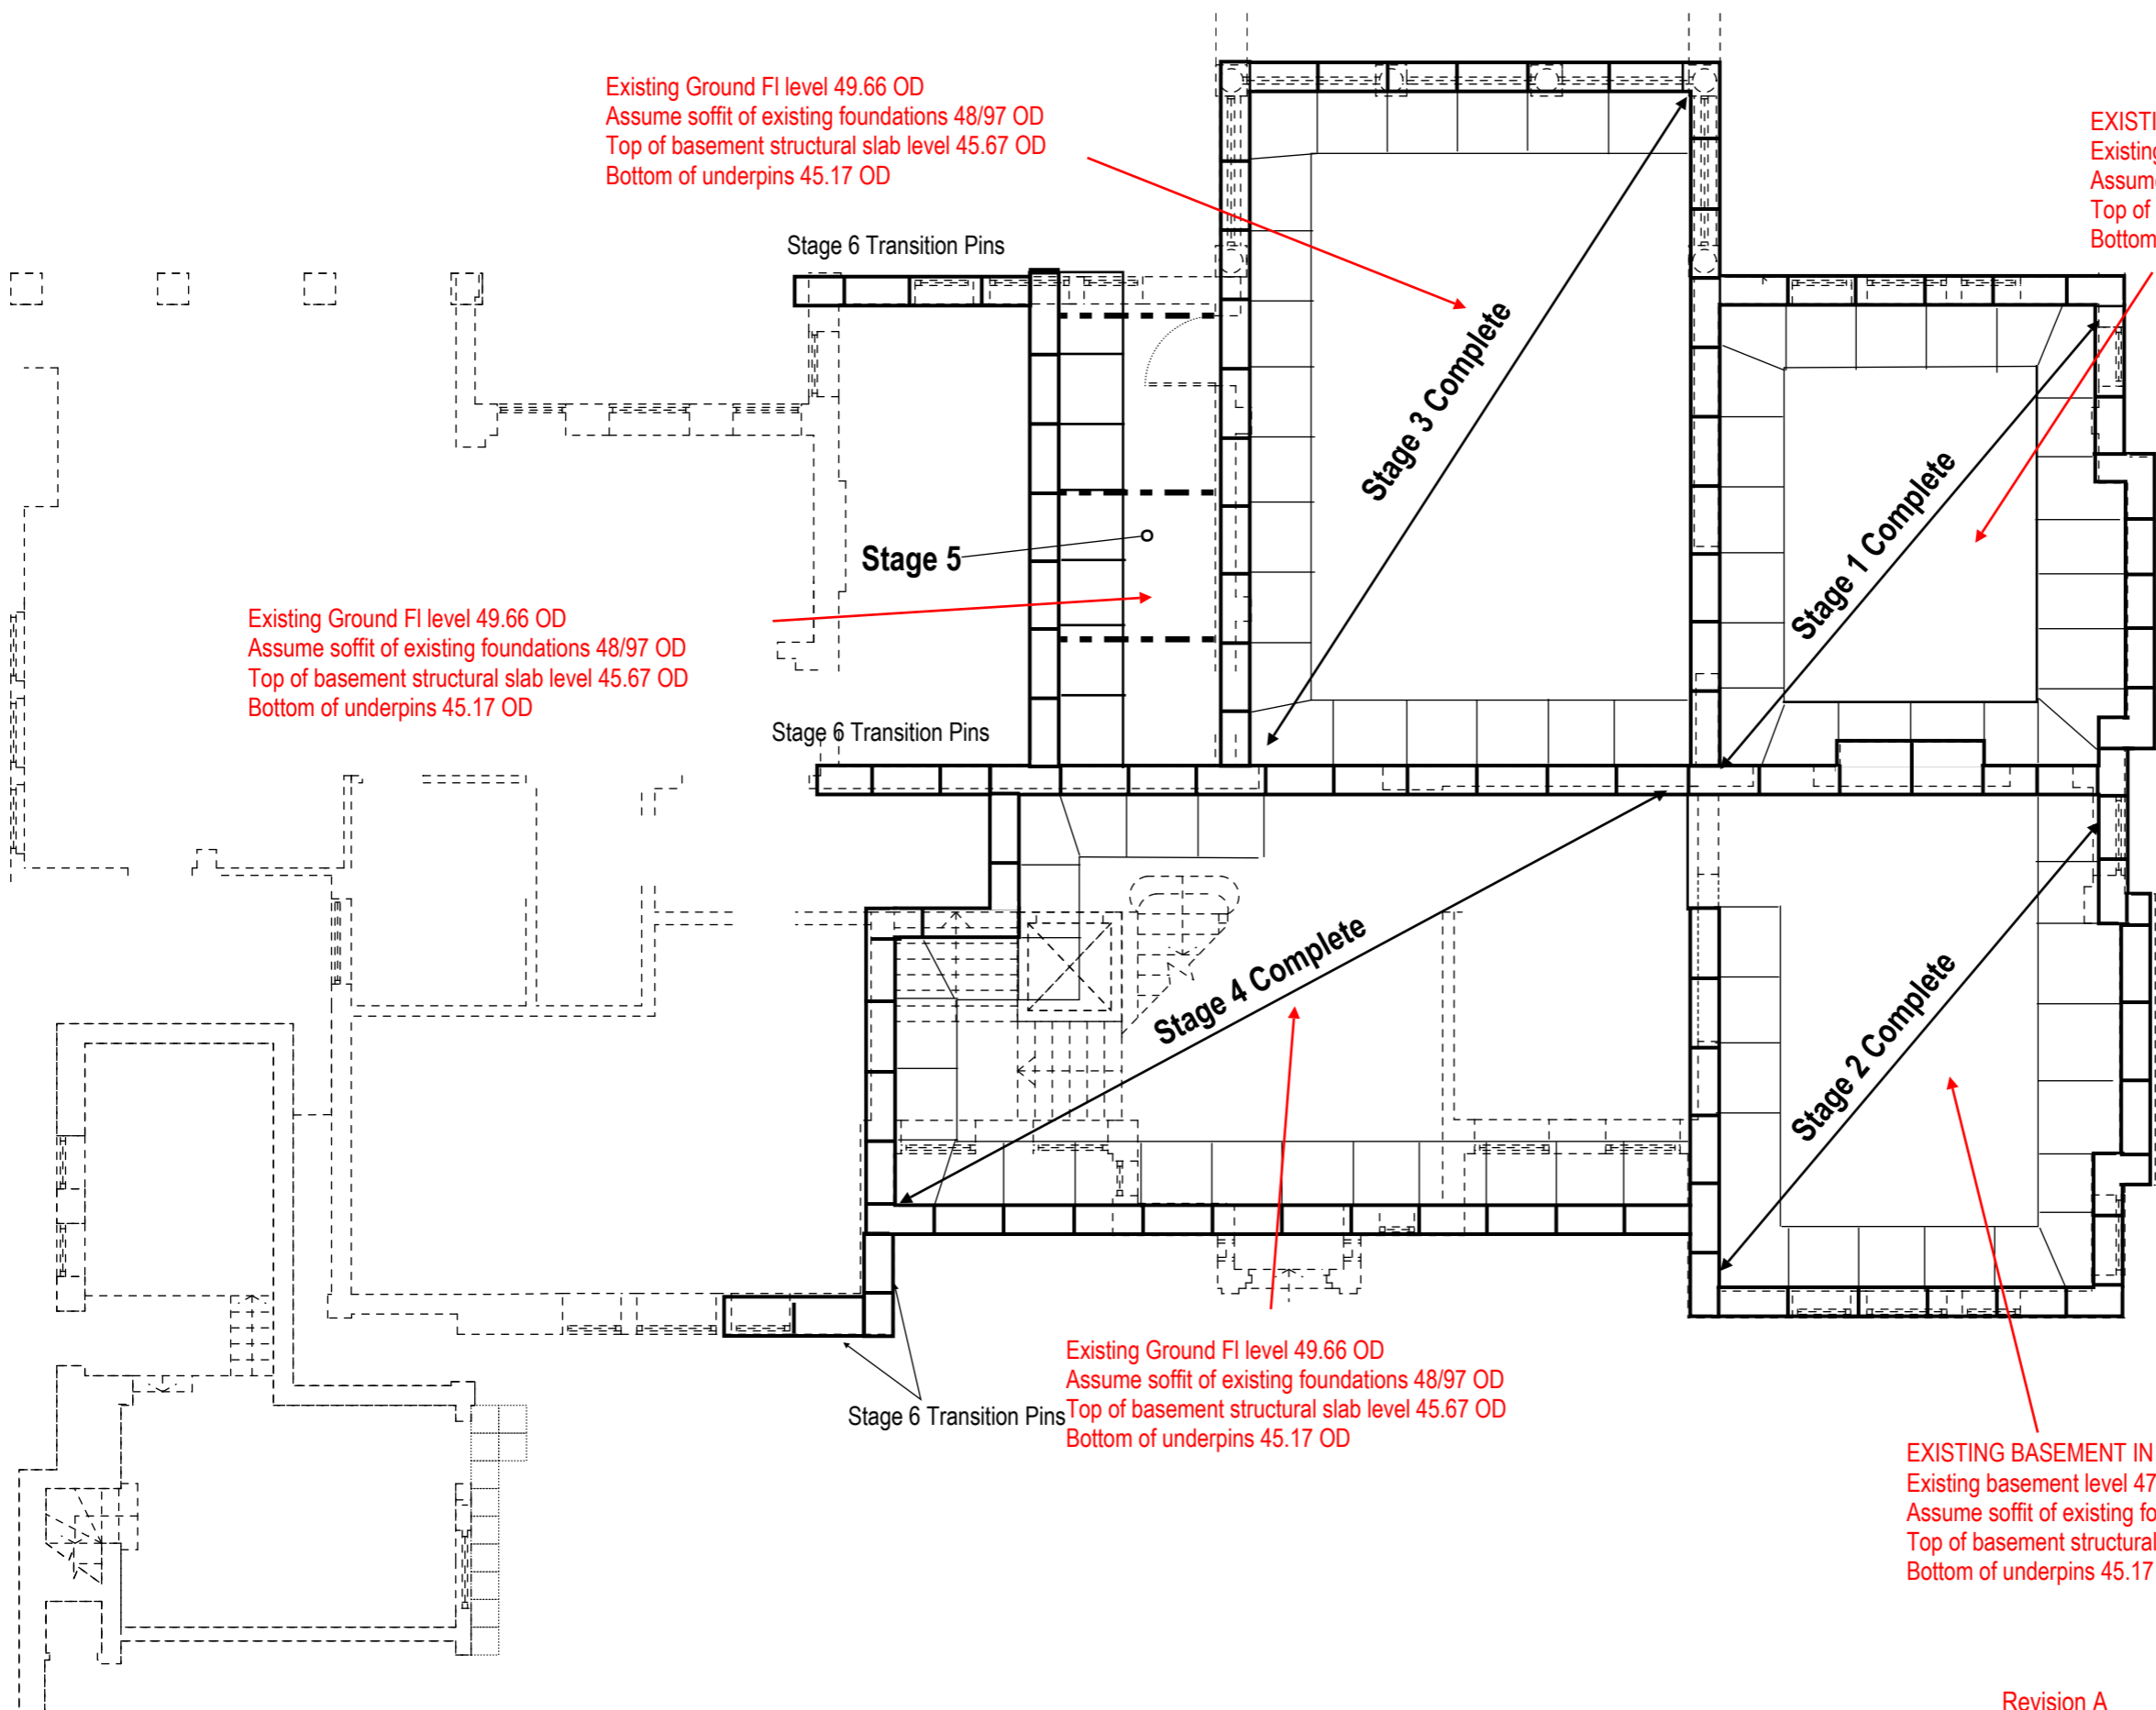 Existing Ground Fl level 49.66 OD
Assume soffit of existing foundations 48/97 OD
Top of basement structural slab level 45.67 OD
Bottom of underpins 45.17 OD
EXISTI
Existing
Assume
Top of
Bottom
Stage 6 Transition Pins
Stage 3 Complete
Stage 1 Complete
Stage 5
Existing Ground Fl level 49.66 OD
Assume soffit of existing foundations 48/97 OD
Top of basement structural slab level 45.67 OD
Bottom of underpins 45.17 OD
Stage 6 Transition Pins
Stage 4 Complete
Stage 2 Complete
Existing Ground Fl level 49.66 OD
Assume soffit of existing foundations 48/97 OD
Top of basement structural slab level 45.67 OD
Bottom of underpins 45.17 OD
Stage 6 Transition Pins
EXISTING BASEMENT IN
Existing basement level 47
Assume soffit of existing fo
Top of basement structural
Bottom of underpins 45.17
Revision A